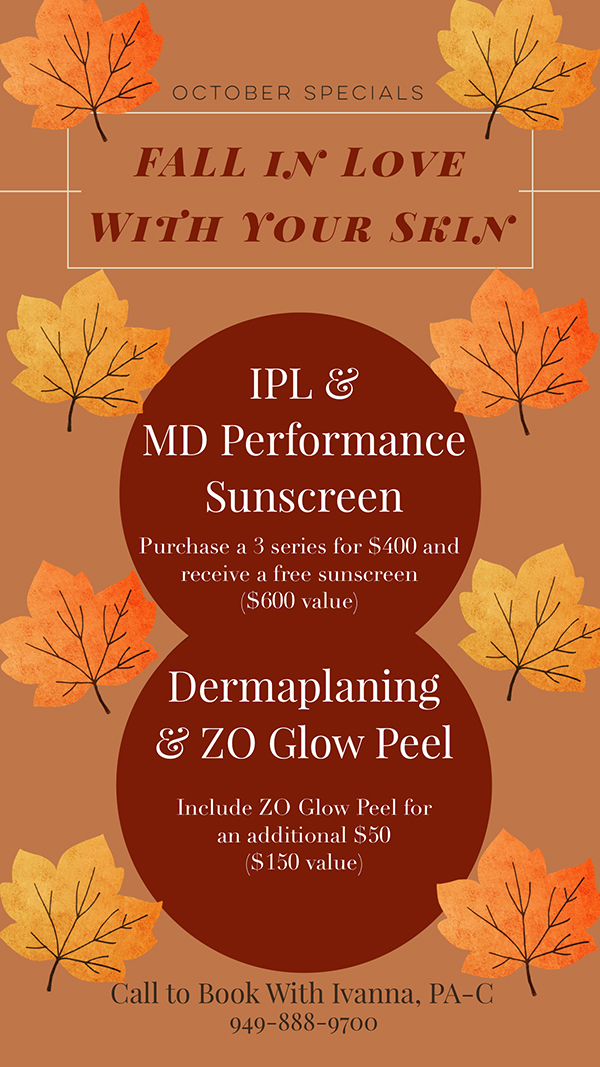 OCTOBER SPECIALS
FALL IN LOVE
WITH YOUR SKIN
IPL &
MD Performance
Sunscreen
Purchase a 3 series for $400 and
receive a free sunscreen
($600 value)
Dermaplaning
& ZO Glow Peel
Include ZO Glow Peel for
an additional $50
($150 value)
Call to Book With Ivanna, PA-C
949-888-9700